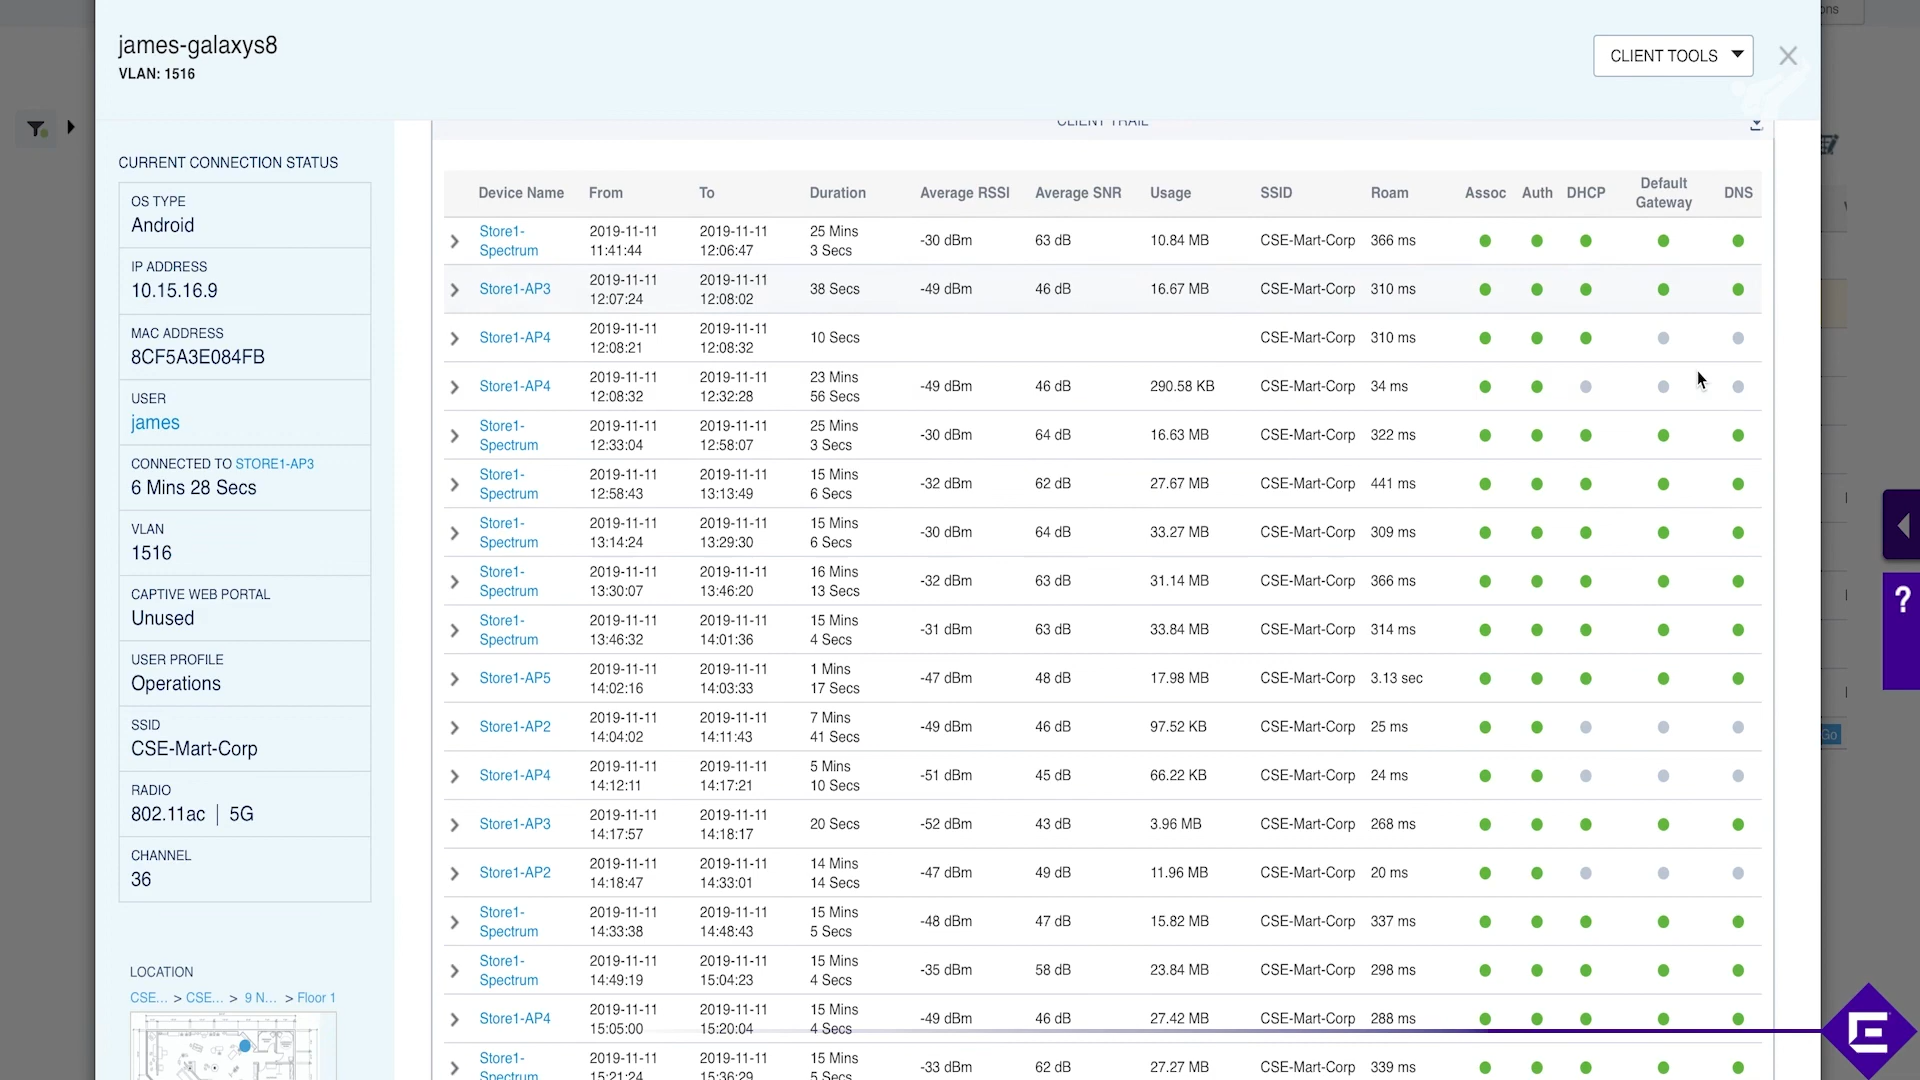 ons
james-galaxys8
VLAN: 1516
CLIENT TOOLS
CURRENT CONNECTION STATUS
OS TYPE
Android
IP ADDRESS
10.15.16.9
MAC ADDRESS
8CF5A3E084FB
USER
james
CONNECTED TO STORE1-AP3
6 Mins 28 Secs
VLAN
1516
CAPTIVE WEB PORTAL
Unused
USER PROFILE
Operations
SSID
CSE-Mart-Corp
RADIO
802.11ac | 5G
CHANNEL
36
LOCATION
CSE... > CSE... > 9 N... > Floor 1
CLIENT TRAIL
Device Name From To Duration Average RSSI Average SNR Usage SSID Roam Assoc Auth DHCP Default Gateway DNS
Store1-Spectrum 2019-11-11 11:41:44 2019-11-11 12:06:47 25 Mins 3 Secs -30 dBm 63 dB 10.84 MB CSE-Mart-Corp 366 ms
Store1-AP3 2019-11-11 12:07:24 2019-11-11 12:08:02 38 Secs -49 dBm 46 dB 16.67 MB CSE-Mart-Corp 310 ms
Store1-AP4 2019-11-11 12:08:21 2019-11-11 12:08:32 10 Secs CSE-Mart-Corp 310 ms
Store1-AP4 2019-11-11 12:08:32 2019-11-11 12:32:28 23 Mins 56 Secs -49 dBm 46 dB 290.58 KB CSE-Mart-Corp 34 ms
Store1-Spectrum 2019-11-11 12:33:04 2019-11-11 12:58:07 25 Mins 3 Secs -30 dBm 64 dB 16.63 MB CSE-Mart-Corp 322 ms
Store1-Spectrum 2019-11-11 12:58:43 2019-11-11 13:13:49 15 Mins 6 Secs -32 dBm 62 dB 27.67 MB CSE-Mart-Corp 441 ms
Store1-Spectrum 2019-11-11 13:14:24 2019-11-11 13:29:30 15 Mins 6 Secs -30 dBm 64 dB 33.27 MB CSE-Mart-Corp 309 ms
Store1-Spectrum 2019-11-11 13:30:07 2019-11-11 13:46:20 16 Mins 13 Secs -32 dBm 63 dB 31.14 MB CSE-Mart-Corp 366 ms
Store1-Spectrum 2019-11-11 13:46:32 2019-11-11 14:01:36 15 Mins 4 Secs -31 dBm 63 dB 33.84 MB CSE-Mart-Corp 314 ms
Store1-AP5 2019-11-11 14:02:16 2019-11-11 14:03:33 1 Mins 17 Secs -47 dBm 48 dB 17.98 MB CSE-Mart-Corp 3.13 sec
Store1-AP2 2019-11-11 14:04:02 2019-11-11 14:11:43 7 Mins 41 Secs -49 dBm 46 dB 97.52 KB CSE-Mart-Corp 25 ms
Store1-AP4 2019-11-11 14:12:11 2019-11-11 14:17:21 5 Mins 10 Secs -51 dBm 45 dB 66.22 KB CSE-Mart-Corp 24 ms
Store1-AP3 2019-11-11 14:17:57 2019-11-11 14:18:17 20 Secs -52 dBm 43 dB 3.96 MB CSE-Mart-Corp 268 ms
Store1-AP2 2019-11-11 14:18:47 2019-11-11 14:33:01 14 Mins 14 Secs -47 dBm 49 dB 11.96 MB CSE-Mart-Corp 20 ms
Store1-Spectrum 2019-11-11 14:33:38 2019-11-11 14:48:43 15 Mins 5 Secs -48 dBm 47 dB 15.82 MB CSE-Mart-Corp 337 ms
Store1-Spectrum 2019-11-11 14:49:19 2019-11-11 15:04:23 15 Mins 4 Secs -35 dBm 58 dB 23.84 MB CSE-Mart-Corp 298 ms
Store1-AP4 2019-11-11 15:05:00 2019-11-11 15:20:04 15 Mins 4 Secs -49 dBm 46 dB 27.42 MB CSE-Mart-Corp 288 ms
Store1-Spectrum 2019-11-11 15:21:24 2019-11-11 15:36:29 15 Mins 5 Secs -33 dBm 62 dB 27.27 MB CSE-Mart-Corp 339 ms
Go
?
E